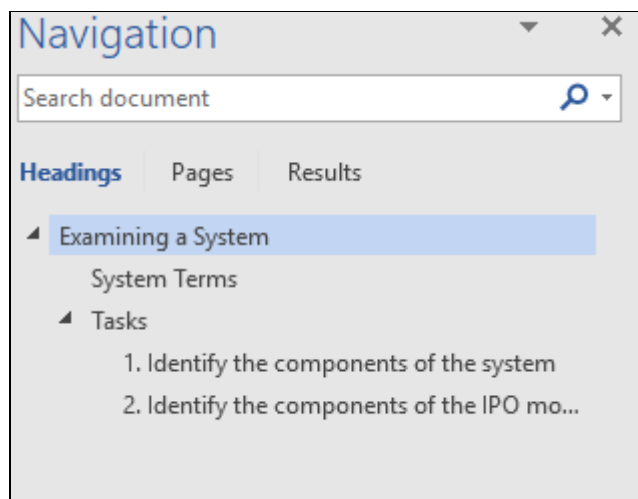 Navigation
Search document
Headings Pages Results
Examining a System
System Terms
Tasks
1. Identify the components of the system
2. Identify the components of the IPO mo...